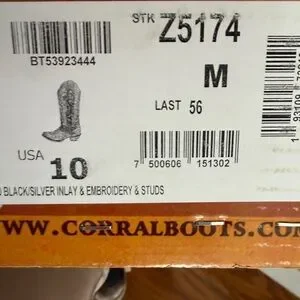 STK Z5174
BT53923444
M
LAST 56
USA 10
7 500606 151302
BLACK/SILVER INLAY & EMBROIDERY & STUDS
WWW.CORRALBOOTS.COM